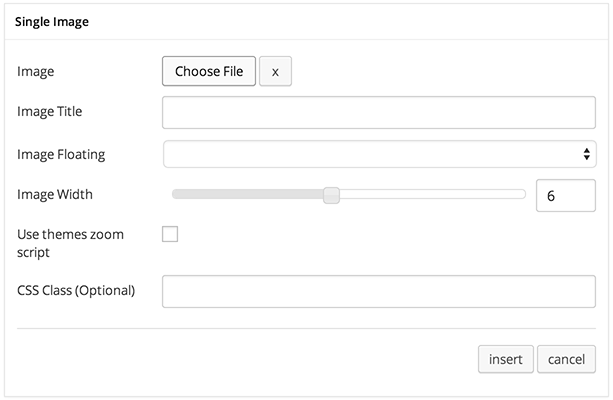 Single Image
Image Choose File x
Image Title
Image Floating
Image Width 6
Use themes zoom
script
CSS Class (Optional)
insert cancel